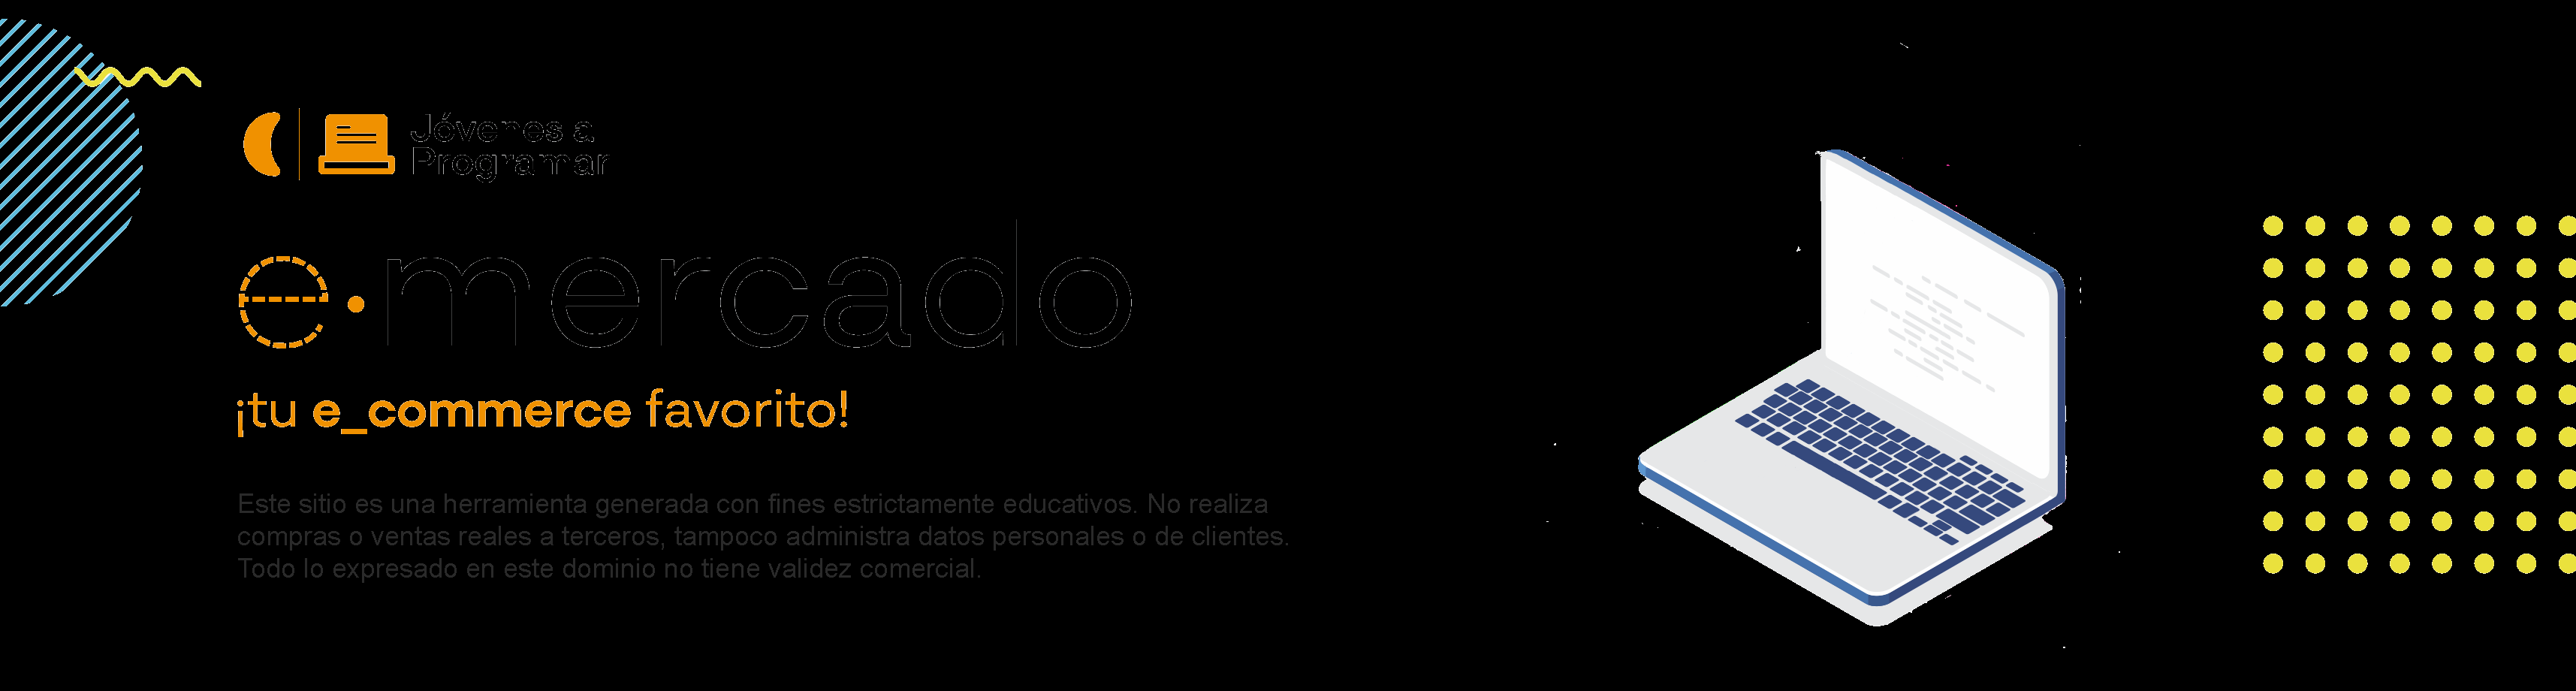 Jóvenes a
Programar
e·mercado
¡tu e_commerce favorito!
Este sitio es una herramienta generada con fines estrictamente educativos. No realiza
compras o ventas reales a terceros, tampoco administra datos personales o de clientes.
Todo lo expresado en este dominio no tiene validez comercial.